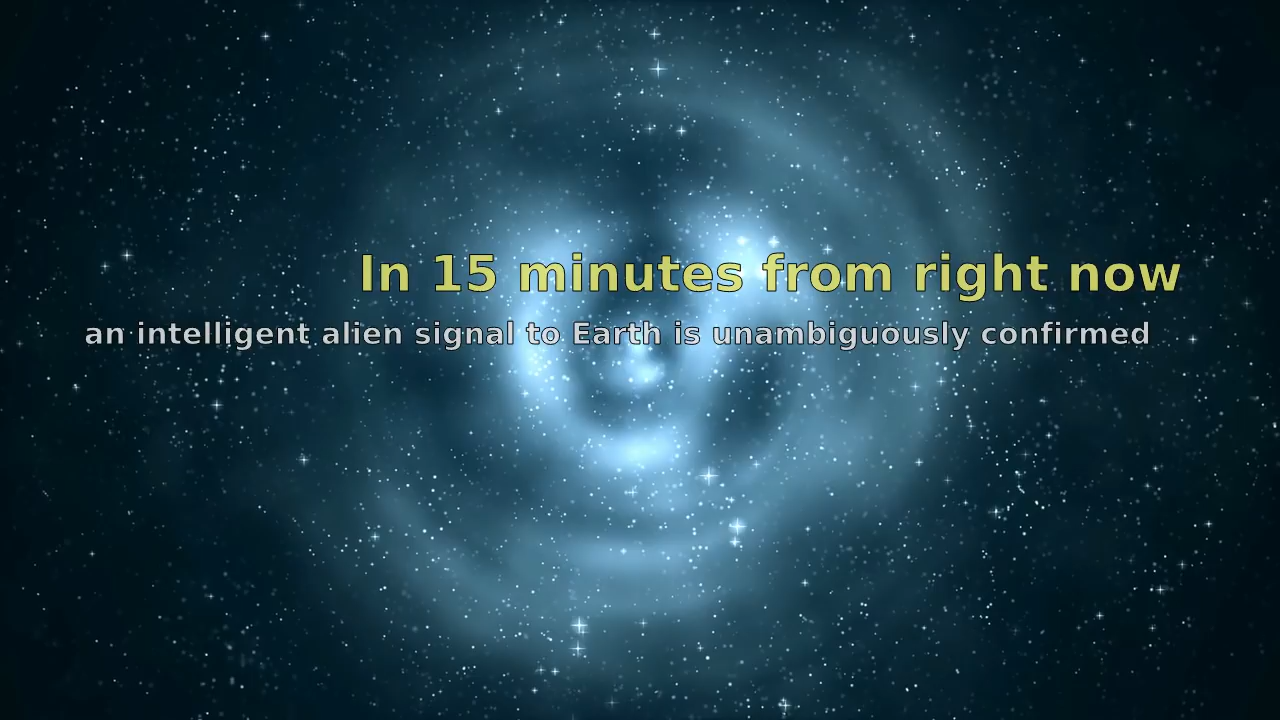 In 15 minutes from right now
an intelligent alien signal to Earth is unambiguously confirmed